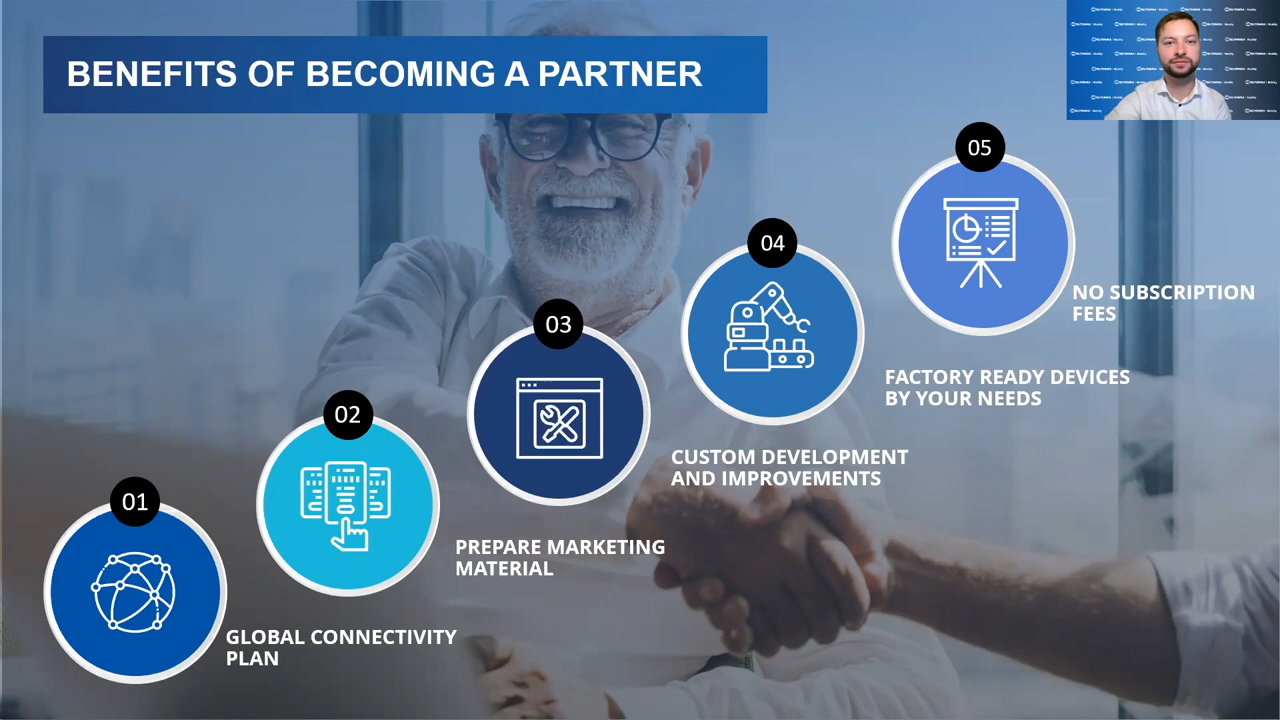 BENEFITS OF BECOMING A PARTNER
01
GLOBAL CONNECTIVITY
PLAN
02
PREPARE MARKETING
MATERIAL
03
CUSTOM DEVELOPMENT
AND IMPROVEMENTS
04
FACTORY READY DEVICES
BY YOUR NEEDS
05
NO SUBSCRIPTION
FEES